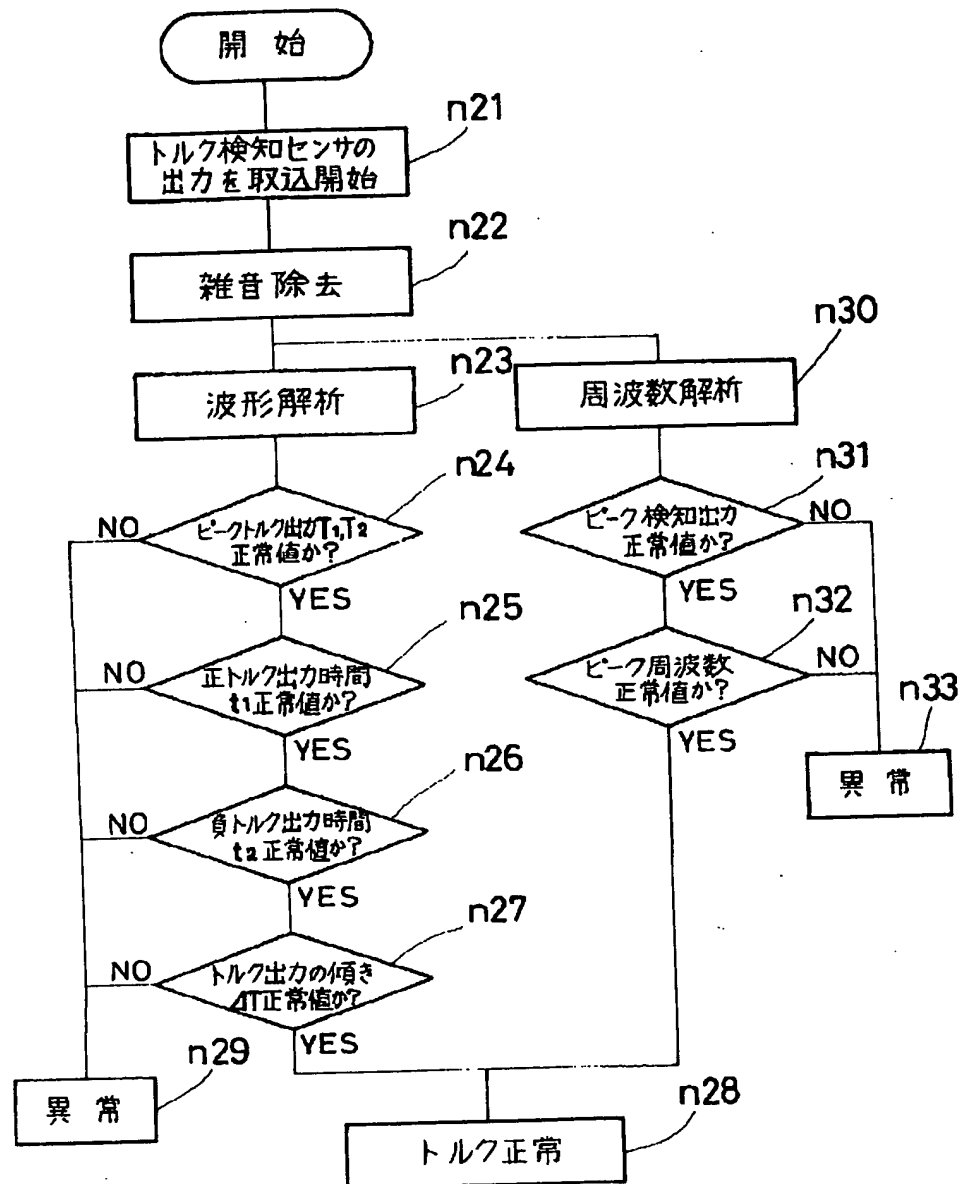 開始
n21
トルク検知センサの
出力を取込開始
n22
雑音除去
n23
波形解析
n30
周波数解析
n24
ピークトルク出力T1,T2
正常値か?
NO
YES
n31
ピーク検知出力
正常値か?
NO
YES
n25
正トルク出力時間
t1正常値か?
NO
YES
n32
ピーク周波数
正常値か?
NO
YES
n33
異常
n26
負トルク出力時間
t2正常値か?
NO
YES
n27
トルク出力の傾き
ΔT正常値か?
NO
YES
n29
異常
n28
トルク正常